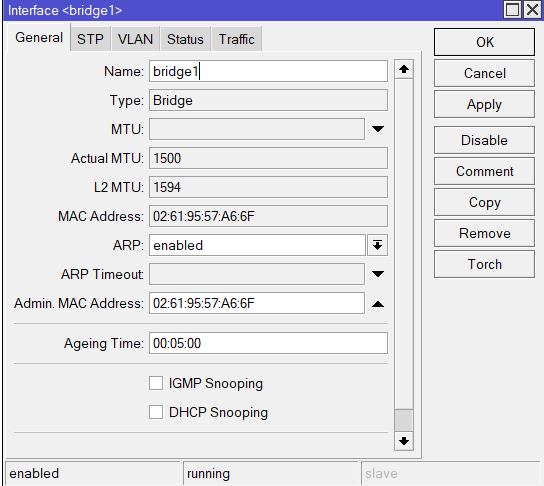 Interface <bridge1>
General STP VLAN Status Traffic
OK
Name: bridge1
Cancel
Type: Bridge
Apply
MTU:
Disable
Actual MTU: 1500
Comment
L2 MTU: 1594
Copy
MAC Address: 02:61:95:57:A6:6F
Remove
ARP: enabled
Torch
ARP Timeout:
Admin. MAC Address: 02:61:95:57:A6:6F
Ageing Time: 00:05:00
IGMP Snooping
DHCP Snooping
enabled running slave